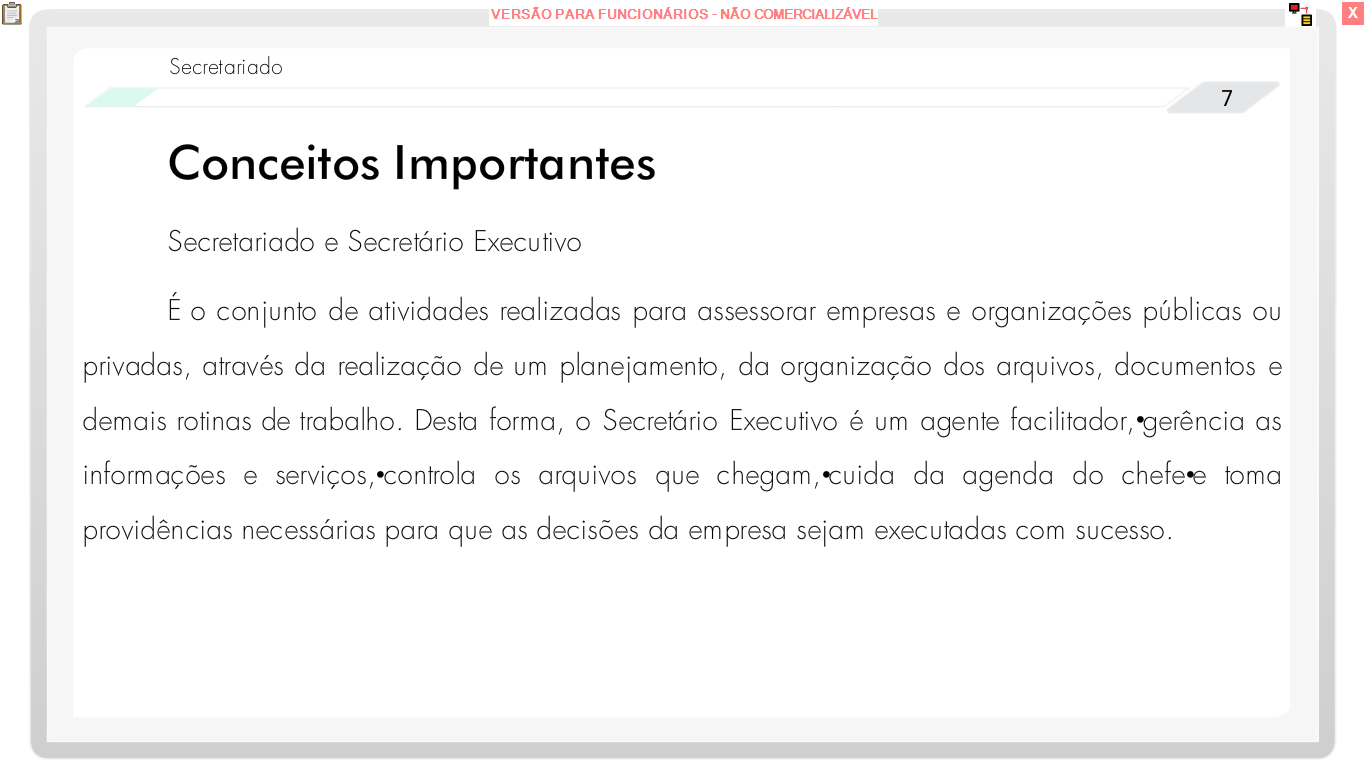 VERSÃO PARA FUNCIONÁRIOS - NÃO COMERCIALIZÁVEL
X
Secretariado
7
Conceitos Importantes
Secretariado e Secretário Executivo
É o conjunto de atividades realizadas para assessorar empresas e organizações públicas ou
privadas, através da realização de um planejamento, da organização dos arquivos, documentos e
demais rotinas de trabalho. Desta forma, o Secretário Executivo é um agente facilitador,•gerência as
informações e serviços,•controla os arquivos que chegam,•cuida da agenda do chefe•e toma
providências necessárias para que as decisões da empresa sejam executadas com sucesso.